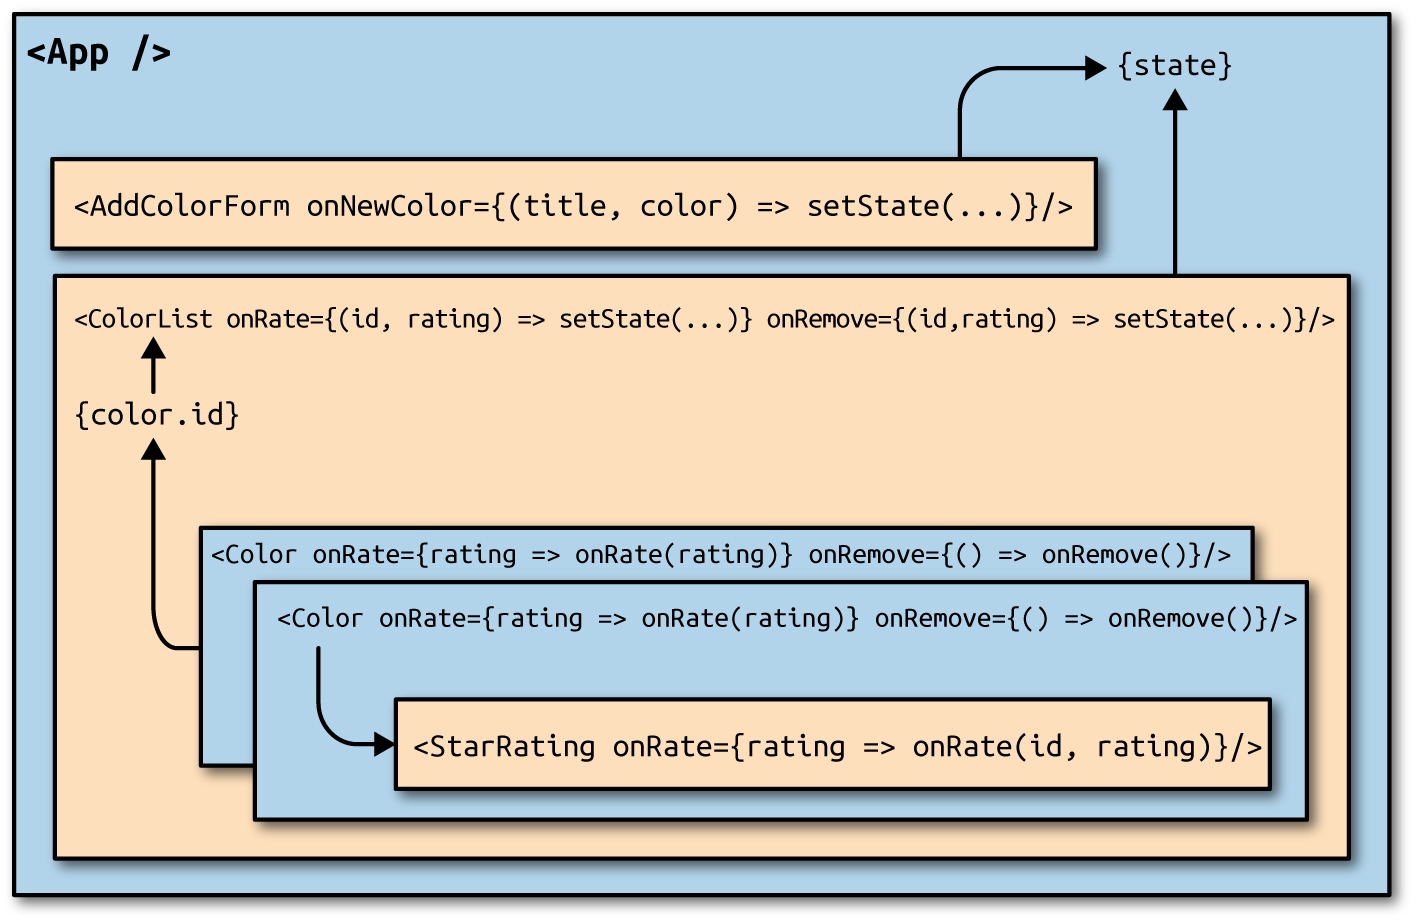 <App />
{state}
<AddColorForm onNewColor={(title, color) => setState(...)}/>
<ColorList onRate={(id, rating) => setState(...)} onRemove={(id,rating) => setState(...)}/>
{color.id}
<Color onRate={rating => onRate(rating)} onRemove={() => onRemove()}/>
<Color onRate={rating => onRate(rating)} onRemove={() => onRemove()}/>
<StarRating onRate={rating => onRate(id, rating)}/>